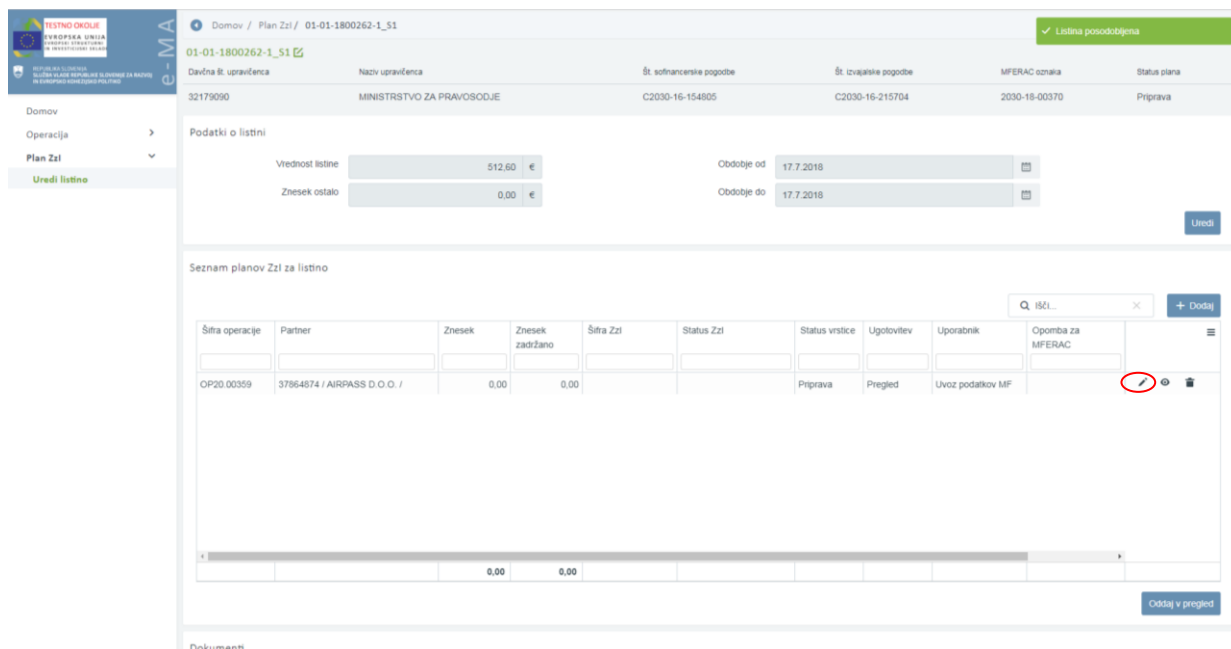 TESTNO OKOLJE
EVROPSKA UNIJA
EVROPSKI STRUKTURNI
IN INVESTICIJSKI SKLADI
REPUBLIKA SLOVENIJA
SLUŽBA VLADE REPUBLIKE SLOVENIJE ZA RAZVOJ
IN EVROPSKO KOHEZIJSKO POLITIKO
e-MA
Domov
Operacija
Plan ZzI
Uredi listino
Domov / Plan ZzI / 01-01-1800262-1_S1
Listina posodobljena
01-01-1800262-1_S1
Davčna št. upravičenca Naziv upravičenca Št. sofinancerske pogodbe Št. izvajalske pogodbe MFERAC oznaka Status plana
32179090 MINISTRSTVO ZA PRAVOSODJE C2030-16-154805 C2030-16-215704 2030-18-00370 Priprava
Podatki o listini
Vrednost listine 512,60 € Obdobje od 17.7.2018
Znesek ostalo 0,00 € Obdobje do 17.7.2018
Uredi
Seznam planov ZzI za listino
Išči... + Dodaj
Šifra operacije Partner Znesek Znesek zadržano Šifra ZzI Status ZzI Status vrstice Ugotovitev Uporabnik Opomba za MFERAC
OP20.00359 37864874 / AIRPASS D.O.O. / 0,00 0,00 Priprava Pregled Uvoz podatkov MF
0,00 0,00
Oddaj v pregled
Dokumenti